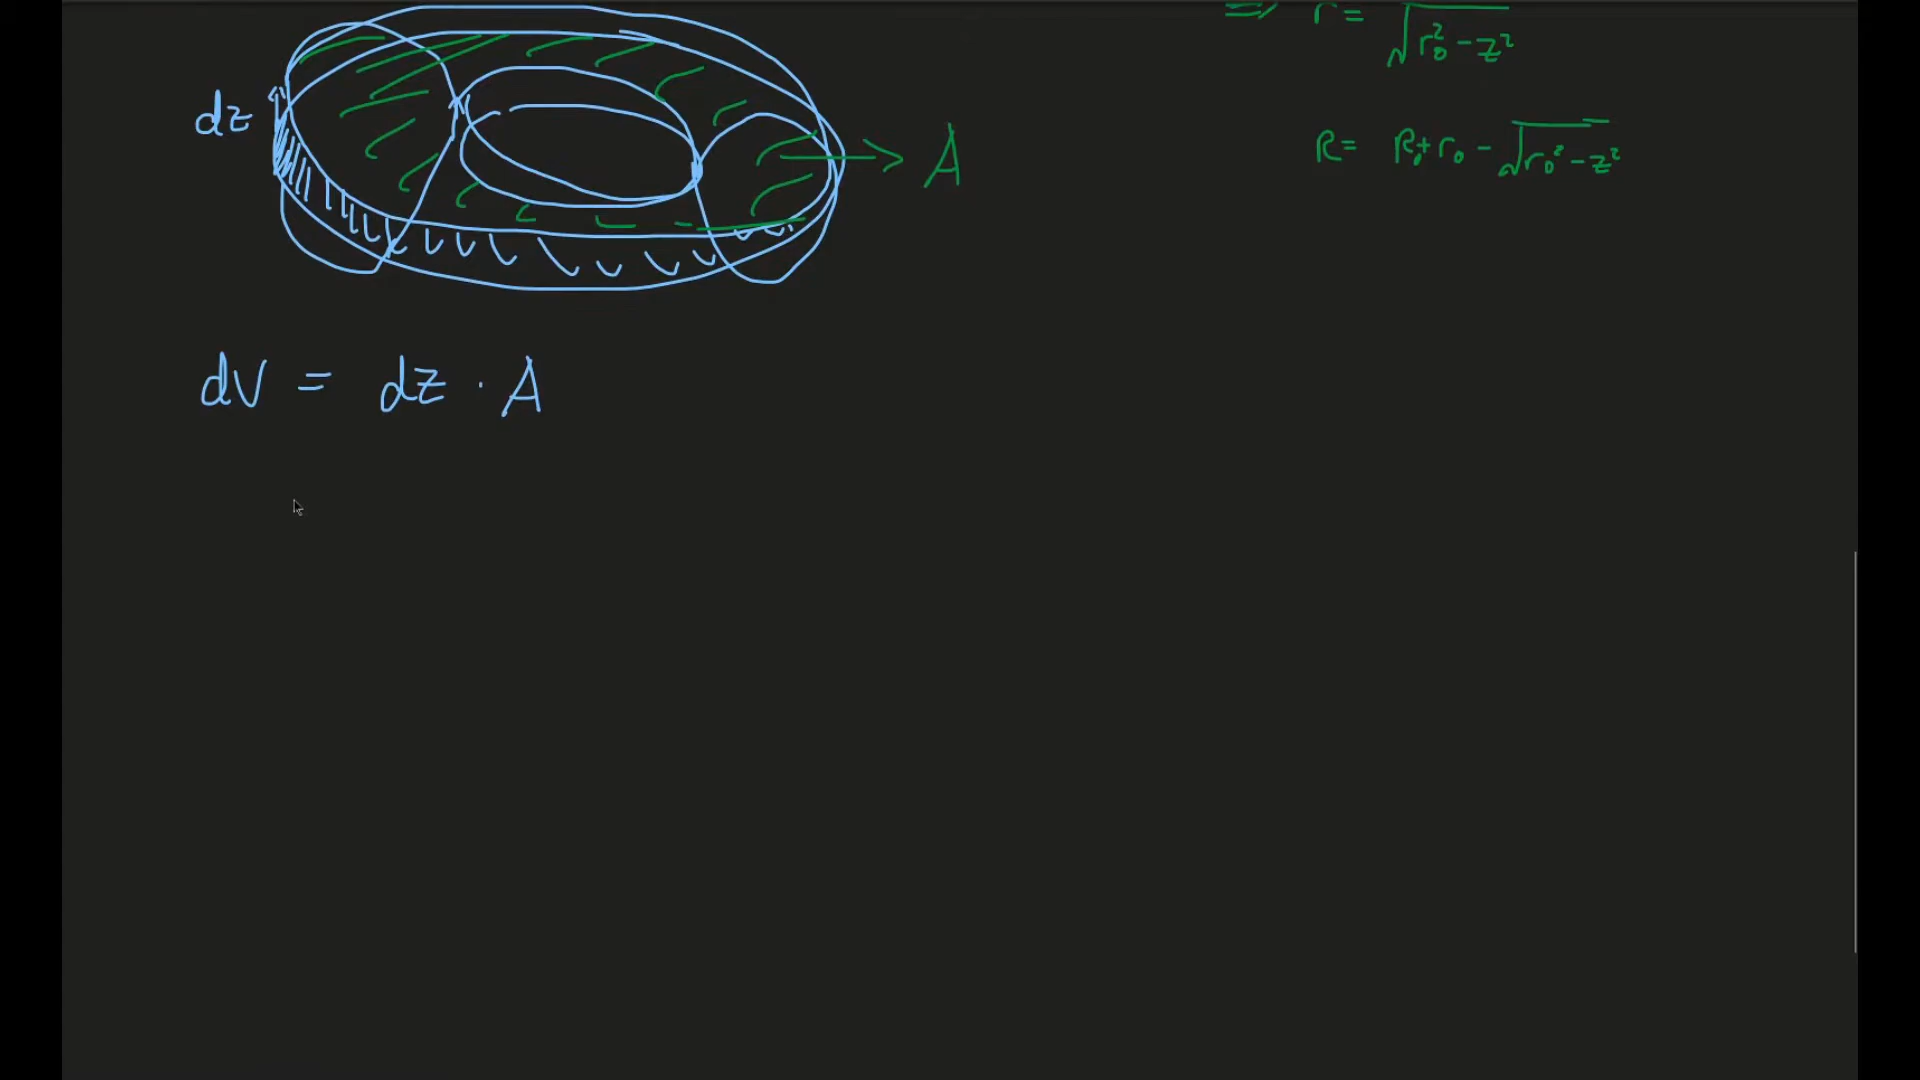 ⇒ r = √(r₀² − z²)
dz
A
R = R₀ + r₀ − √(r₀² − z²)
dV = dz · A